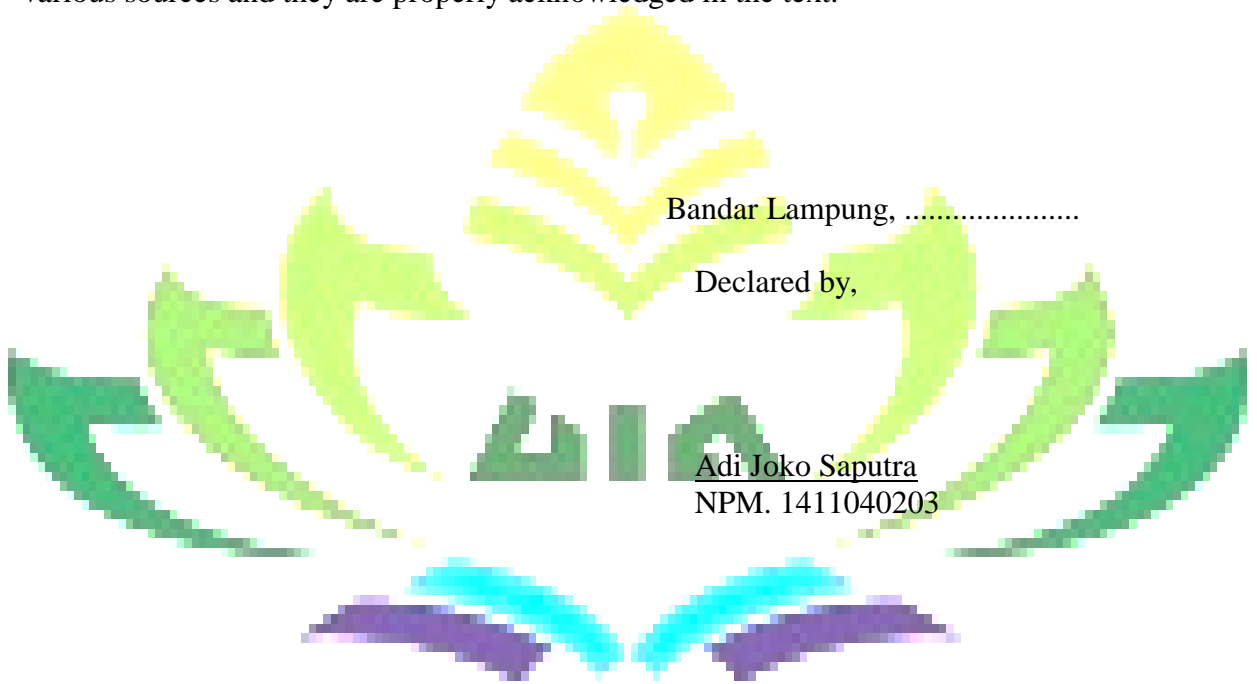 various sources and they are properly acknowledged in the text.
Bandar Lampung, ......................
Declared by,
Adi Joko Saputra
NPM. 1411040203